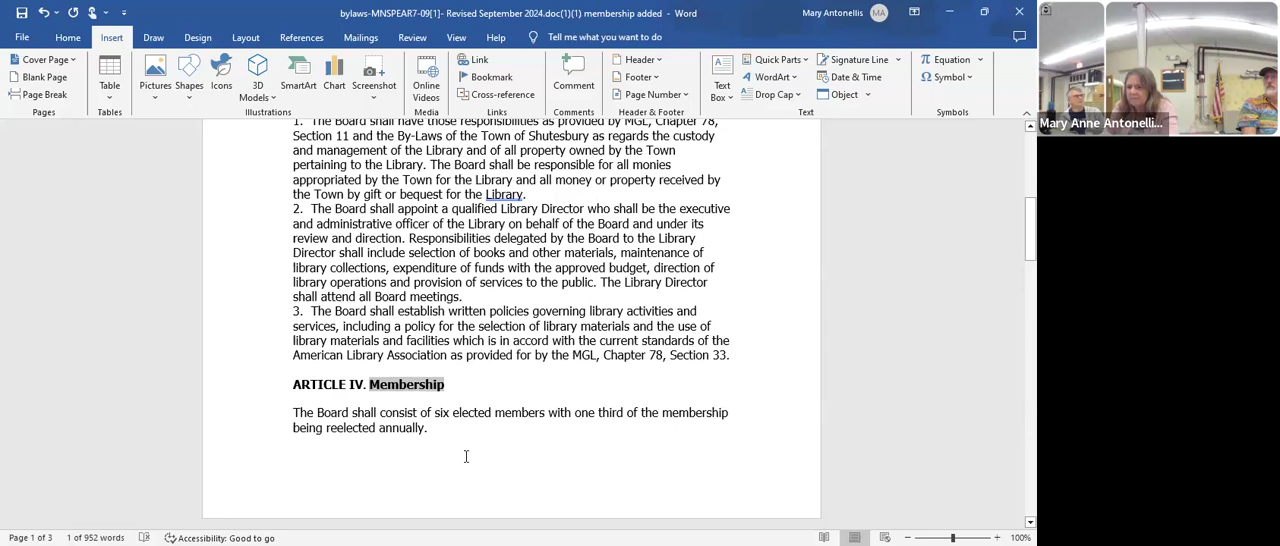 bylaws-MNSPEAR7-09[1]- Revised September 2024.doc(1)(1) membership added - Word
Mary Antonellis MA
File Home Insert Draw Design Layout References Mailings Review View Help Tell me what you want to do
Cover Page
Blank Page
Page Break
Pages
Table
Tables
Pictures Shapes Icons 3D Models SmartArt Chart Screenshot
Illustrations
Online Videos
Media
Link
Bookmark
Cross-reference
Links
Comment
Comments
Header
Footer
Page Number
Header & Footer
Text Box
Quick Parts
WordArt
Drop Cap
Signature Line
Date & Time
Object
Text
Equation
Symbol
Symbols
Mary Anne Antonelli...
1. The Board shall have those responsibilities as provided by MGL, Chapter 78,
Section 11 and the By-Laws of the Town of Shutesbury as regards the custody
and management of the Library and of all property owned by the Town
pertaining to the Library. The Board shall be responsible for all monies
appropriated by the Town for the Library and all money or property received by
the Town by gift or bequest for the Library.
2. The Board shall appoint a qualified Library Director who shall be the executive
and administrative officer of the Library on behalf of the Board and under its
review and direction. Responsibilities delegated by the Board to the Library
Director shall include selection of books and other materials, maintenance of
library collections, expenditure of funds with the approved budget, direction of
library operations and provision of services to the public. The Library Director
shall attend all Board meetings.
3. The Board shall establish written policies governing library activities and
services, including a policy for the selection of library materials and the use of
library materials and facilities which is in accord with the current standards of the
American Library Association as provided for by the MGL, Chapter 78, Section 33.
ARTICLE IV. Membership
The Board shall consist of six elected members with one third of the membership
being reelected annually.
Page 1 of 3 1 of 952 words Accessibility: Good to go 100%